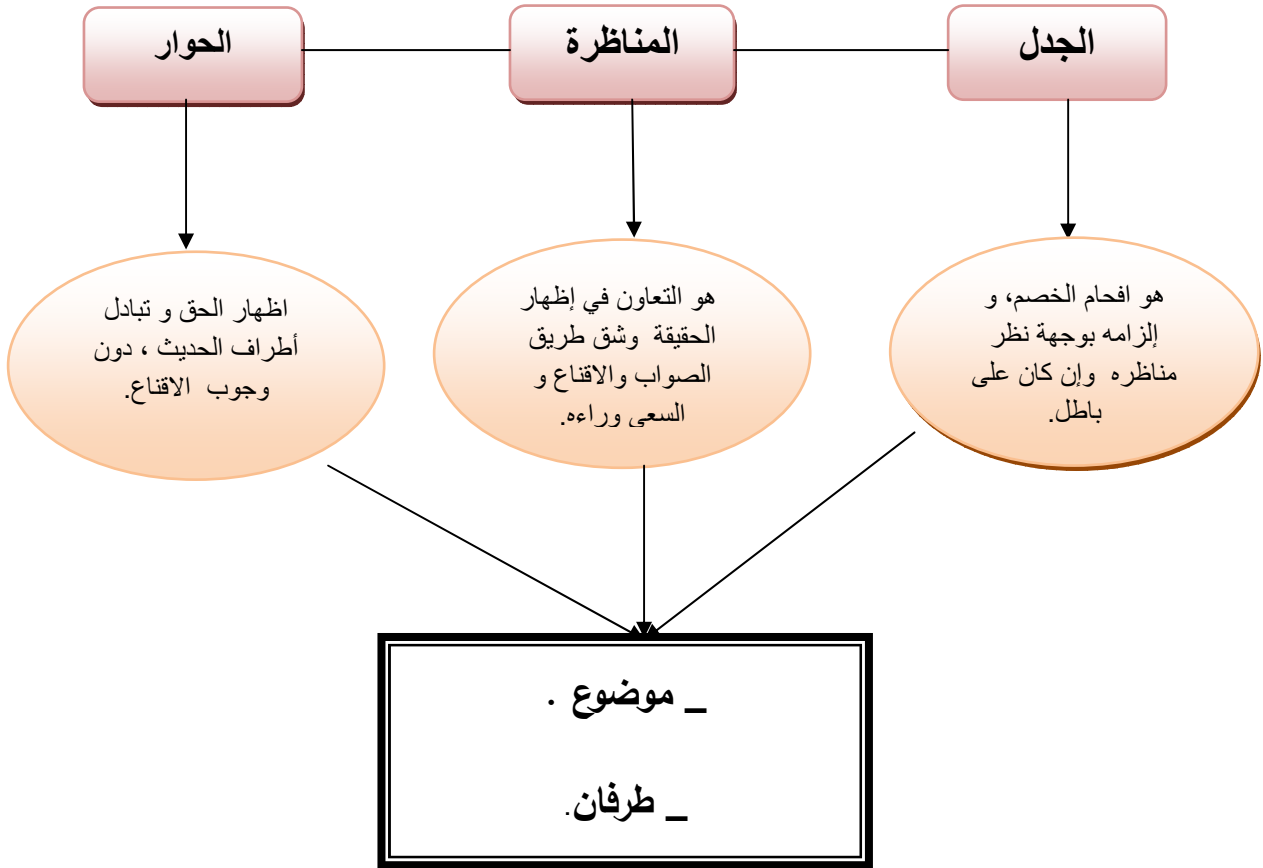 الجدل
المناظرة
الحوار
هو افحام الخصم، و
إلزامه بوجهة نظر
مناظره وإن كان على
باطل.
هو التعاون في إظهار
الحقيقة وشق طريق
الصواب والاقناع و
السعي وراءه.
اظهار الحق و تبادل
أطراف الحديث ، دون
وجوب الاقناع.
_ موضوع .
_ طرفان.